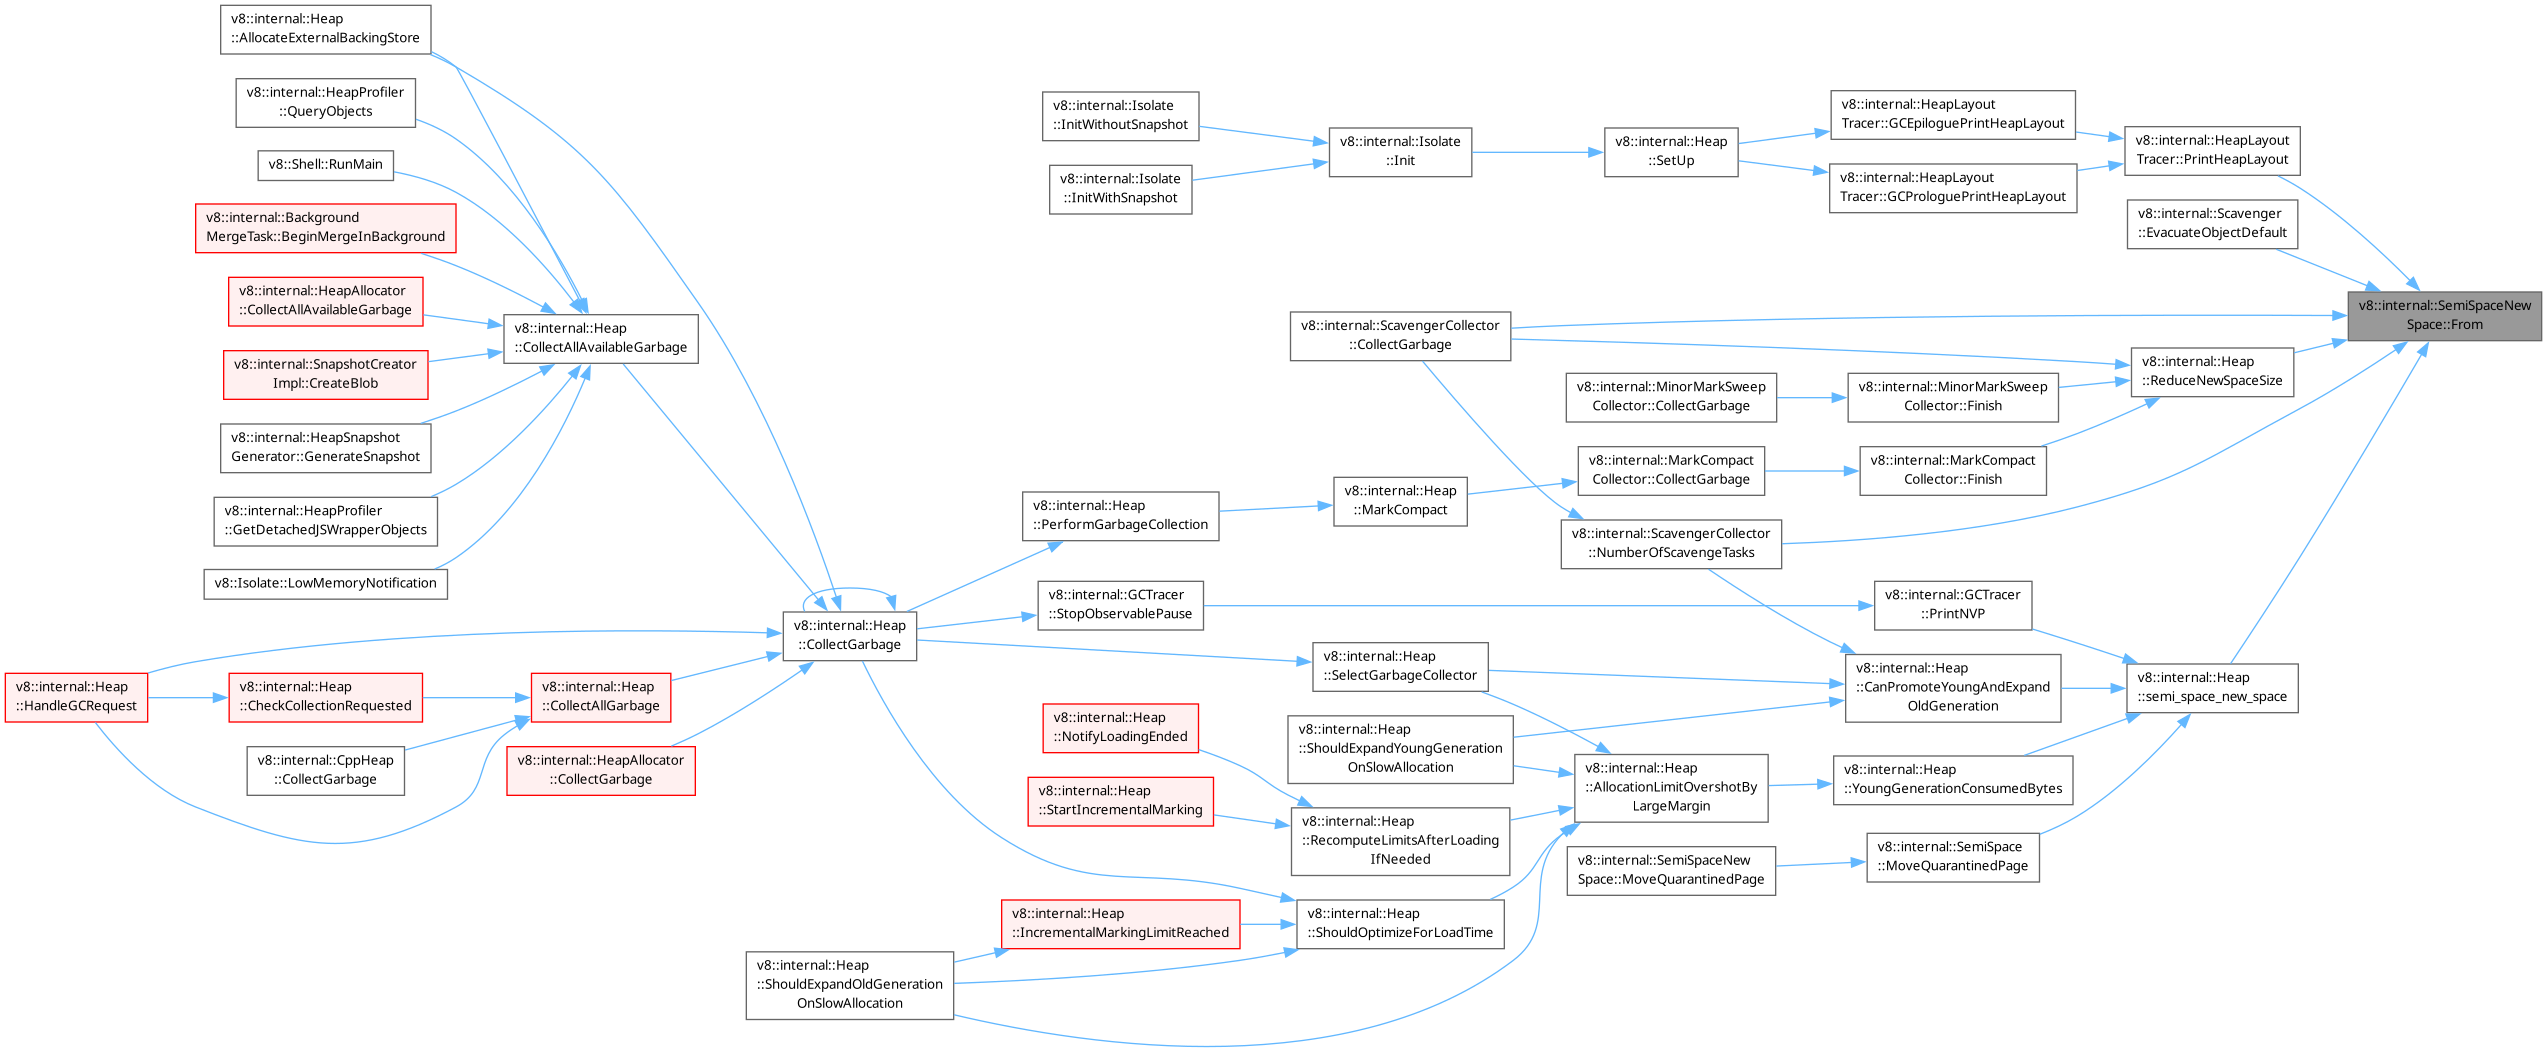 v8::internal::Heap
::AllocateExternalBackingStore
v8::internal::HeapProfiler
::QueryObjects
v8::Shell::RunMain
v8::internal::Background
MergeTask::BeginMergeInBackground
v8::internal::HeapAllocator
::CollectAllAvailableGarbage
v8::internal::SnapshotCreator
Impl::CreateBlob
v8::internal::HeapSnapshot
Generator::GenerateSnapshot
v8::internal::HeapProfiler
::GetDetachedJSWrapperObjects
v8::Isolate::LowMemoryNotification
v8::internal::Heap
::HandleGCRequest
v8::internal::Heap
::CheckCollectionRequested
v8::internal::CppHeap
::CollectGarbage
v8::internal::Heap
::CollectAllAvailableGarbage
v8::internal::Heap
::CollectAllGarbage
v8::internal::HeapAllocator
::CollectGarbage
v8::internal::Heap
::CollectGarbage
v8::internal::Heap
::ShouldExpandOldGeneration
OnSlowAllocation
v8::internal::Isolate
::InitWithoutSnapshot
v8::internal::Isolate
::InitWithSnapshot
v8::internal::Heap
::PerformGarbageCollection
v8::internal::GCTracer
::StopObservablePause
v8::internal::Heap
::NotifyLoadingEnded
v8::internal::Heap
::StartIncrementalMarking
v8::internal::Heap
::IncrementalMarkingLimitReached
v8::internal::Isolate
::Init
v8::internal::ScavengerCollector
::CollectGarbage
v8::internal::Heap
::MarkCompact
v8::internal::Heap
::SelectGarbageCollector
v8::internal::Heap
::ShouldExpandYoungGeneration
OnSlowAllocation
v8::internal::Heap
::RecomputeLimitsAfterLoading
IfNeeded
v8::internal::Heap
::ShouldOptimizeForLoadTime
v8::internal::Heap
::SetUp
v8::internal::MinorMarkSweep
Collector::CollectGarbage
v8::internal::MarkCompact
Collector::CollectGarbage
v8::internal::ScavengerCollector
::NumberOfScavengeTasks
v8::internal::Heap
::AllocationLimitOvershotBy
LargeMargin
v8::internal::SemiSpaceNew
Space::MoveQuarantinedPage
v8::internal::HeapLayout
Tracer::GCEpiloguePrintHeapLayout
v8::internal::HeapLayout
Tracer::GCProloguePrintHeapLayout
v8::internal::MinorMarkSweep
Collector::Finish
v8::internal::MarkCompact
Collector::Finish
v8::internal::GCTracer
::PrintNVP
v8::internal::Heap
::CanPromoteYoungAndExpand
OldGeneration
v8::internal::Heap
::YoungGenerationConsumedBytes
v8::internal::SemiSpace
::MoveQuarantinedPage
v8::internal::HeapLayout
Tracer::PrintHeapLayout
v8::internal::Scavenger
::EvacuateObjectDefault
v8::internal::Heap
::ReduceNewSpaceSize
v8::internal::Heap
::semi_space_new_space
v8::internal::SemiSpaceNew
Space::From